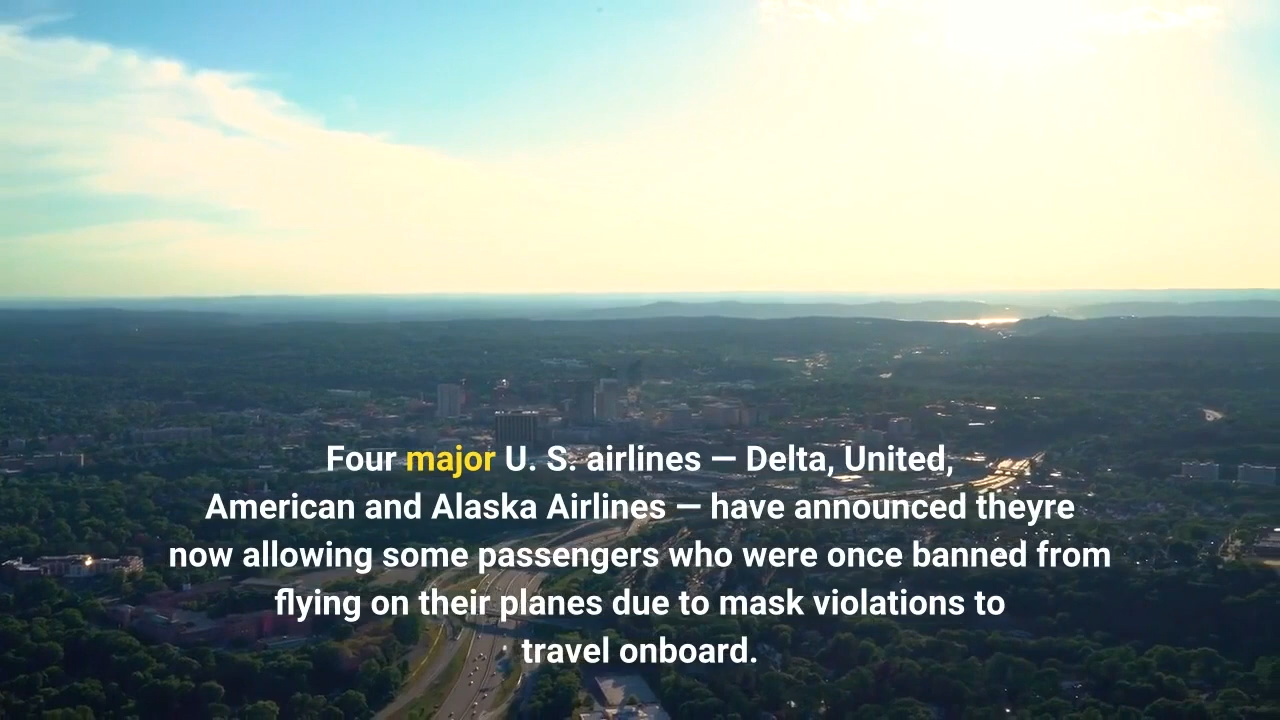 Four major U. S. airlines — Delta, United,
American and Alaska Airlines — have announced theyre
now allowing some passengers who were once banned from
flying on their planes due to mask violations to
travel onboard.